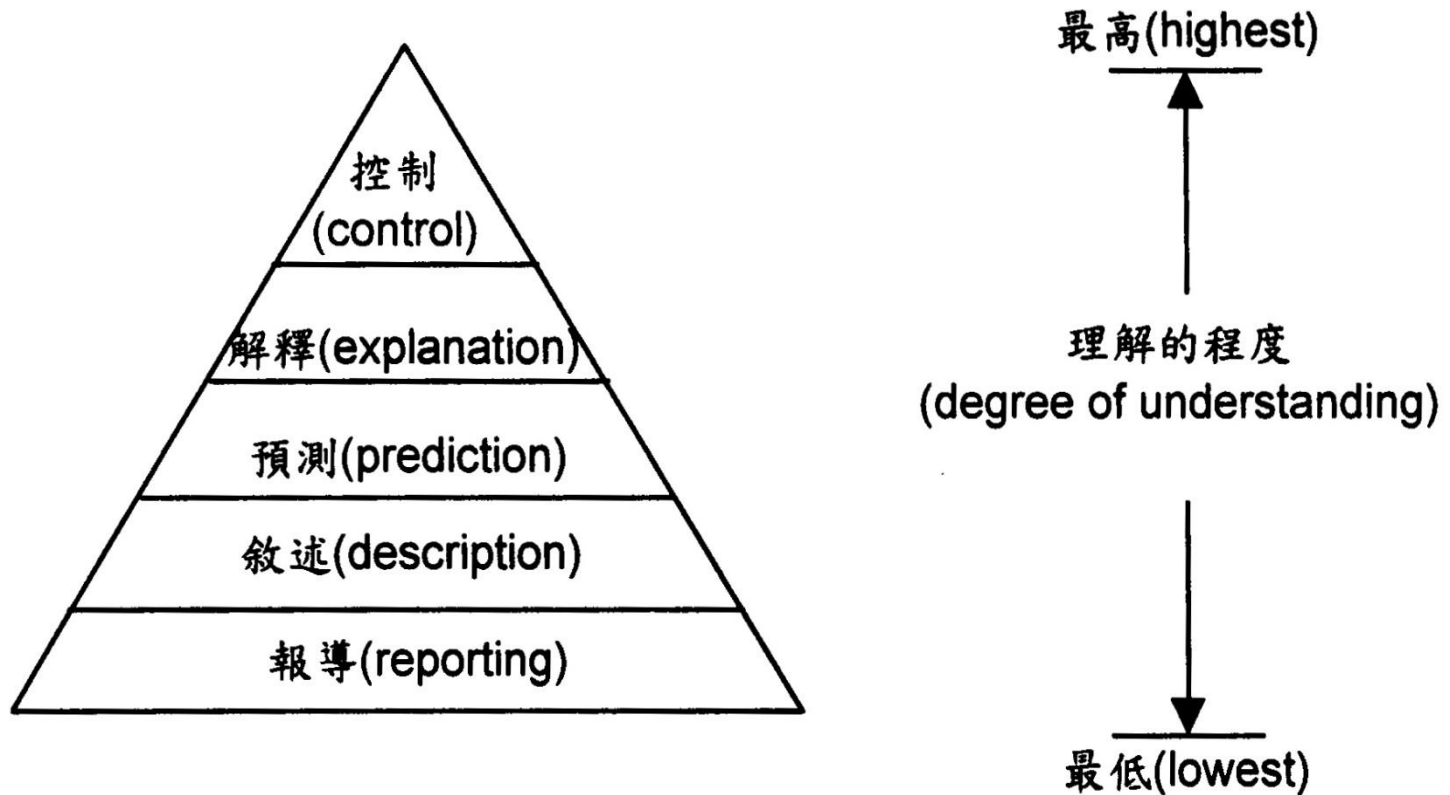 最高(highest)
控制
(control)
解釋(explanation)
理解的程度
(degree of understanding)
預測(prediction)
敘述(description)
報導(reporting)
最低(lowest)